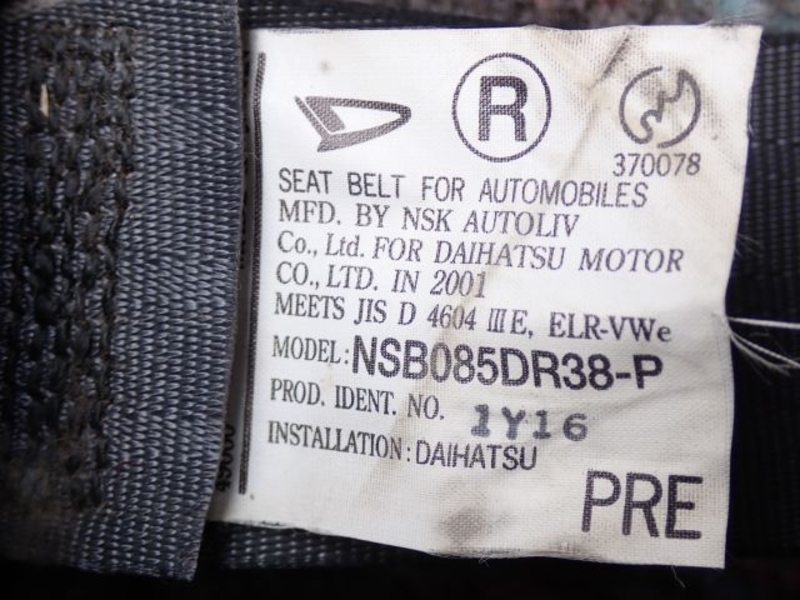 R
370078
SEAT BELT FOR AUTOMOBILES
MFD. BY NSK AUTOLIV
Co., Ltd. FOR DAIHATSU MOTOR
CO., LTD. IN 2001
MEETS JIS D 4604 III E, ELR-VWe
MODEL: NSB085DR38-P
PROD. IDENT. NO. 1Y16
INSTALLATION: DAIHATSU
PRE